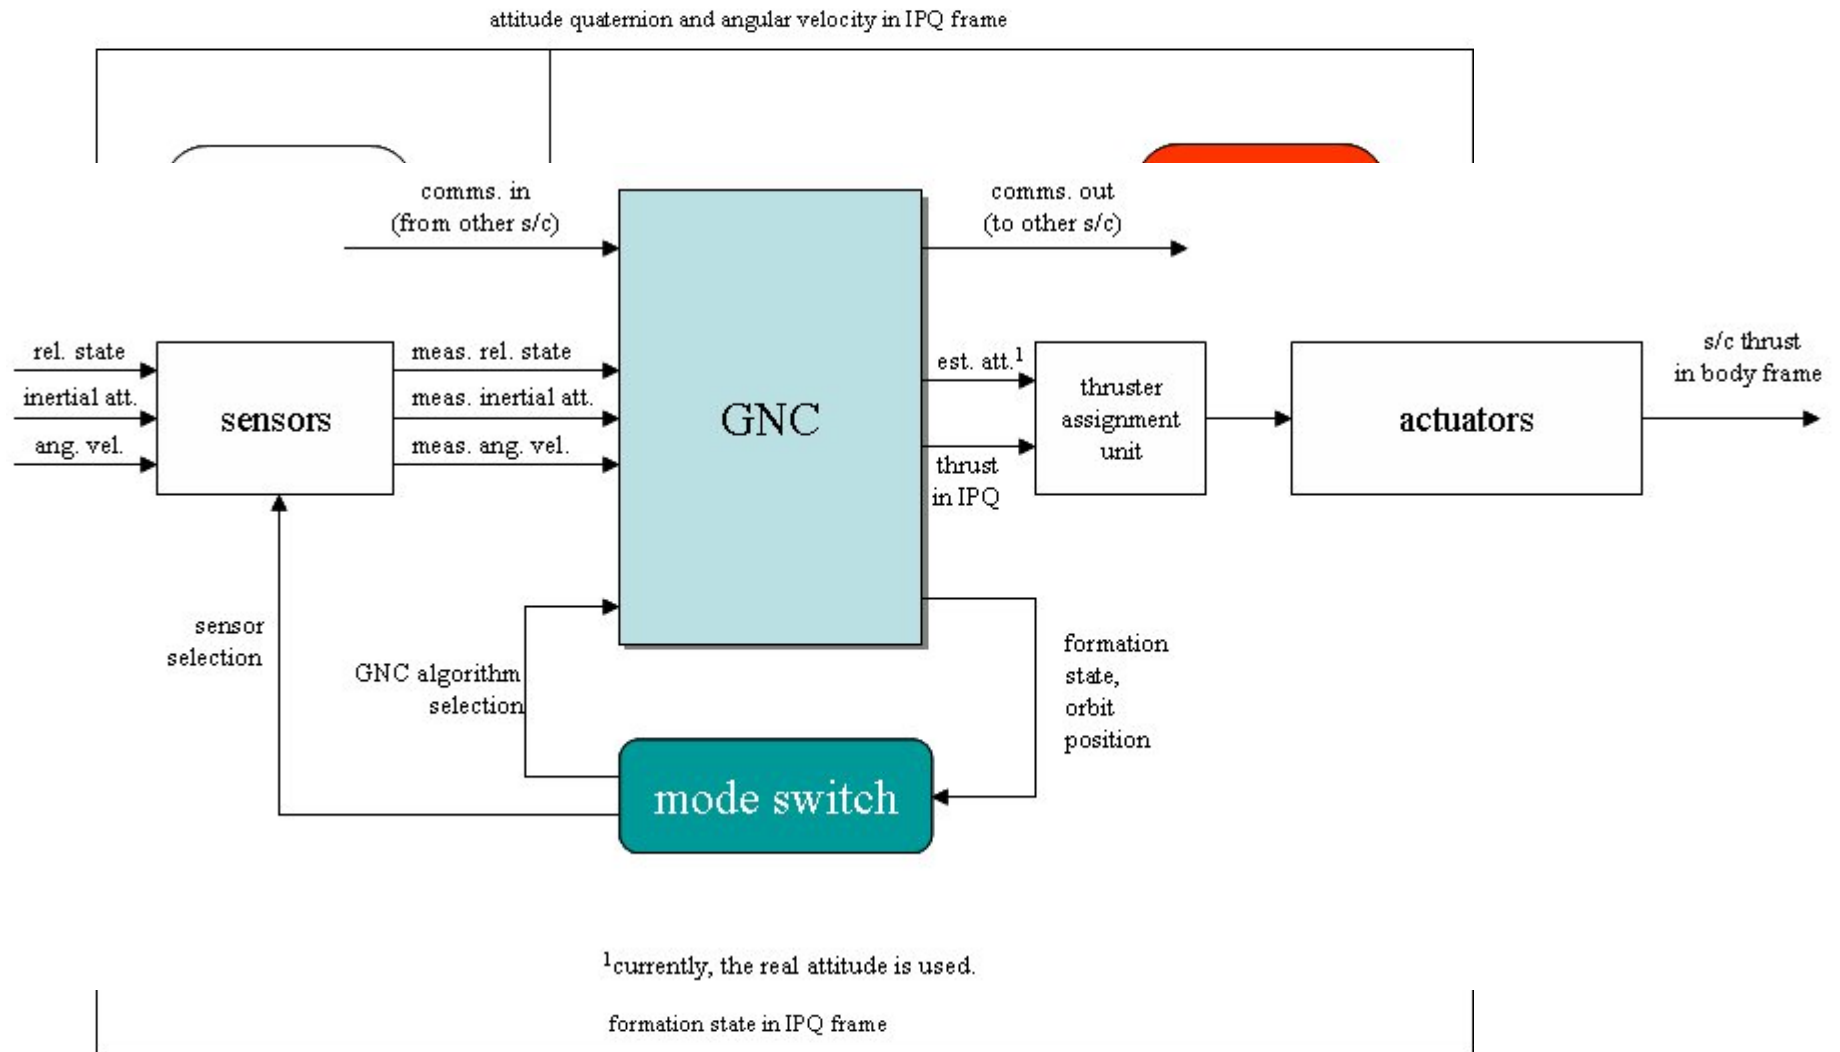 attitude quaternion and angular velocity in IPQ frame
comms. in
(from other s/c)
comms. out
(to other s/c)
rel. state
inertial att.
ang. vel.
sensors
meas. rel. state
meas. inertial att.
meas. ang. vel.
GNC
est. att.¹
thrust
in IPQ
thruster
assignment
unit
actuators
s/c thrust
in body frame
sensor
selection
GNC algorithm
selection
formation
state,
orbit
position
mode switch
¹currently, the real attitude is used.
formation state in IPQ frame